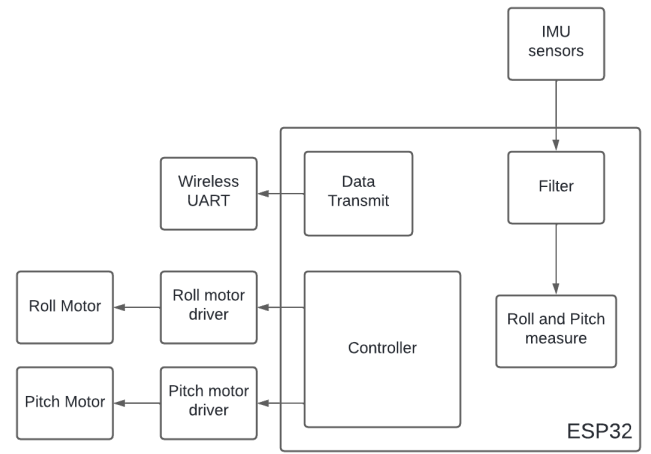 IMU
sensors
Wireless
UART
Data
Transmit
Filter
Roll Motor
Roll motor
driver
Controller
Roll and Pitch
measure
Pitch Motor
Pitch motor
driver
ESP32